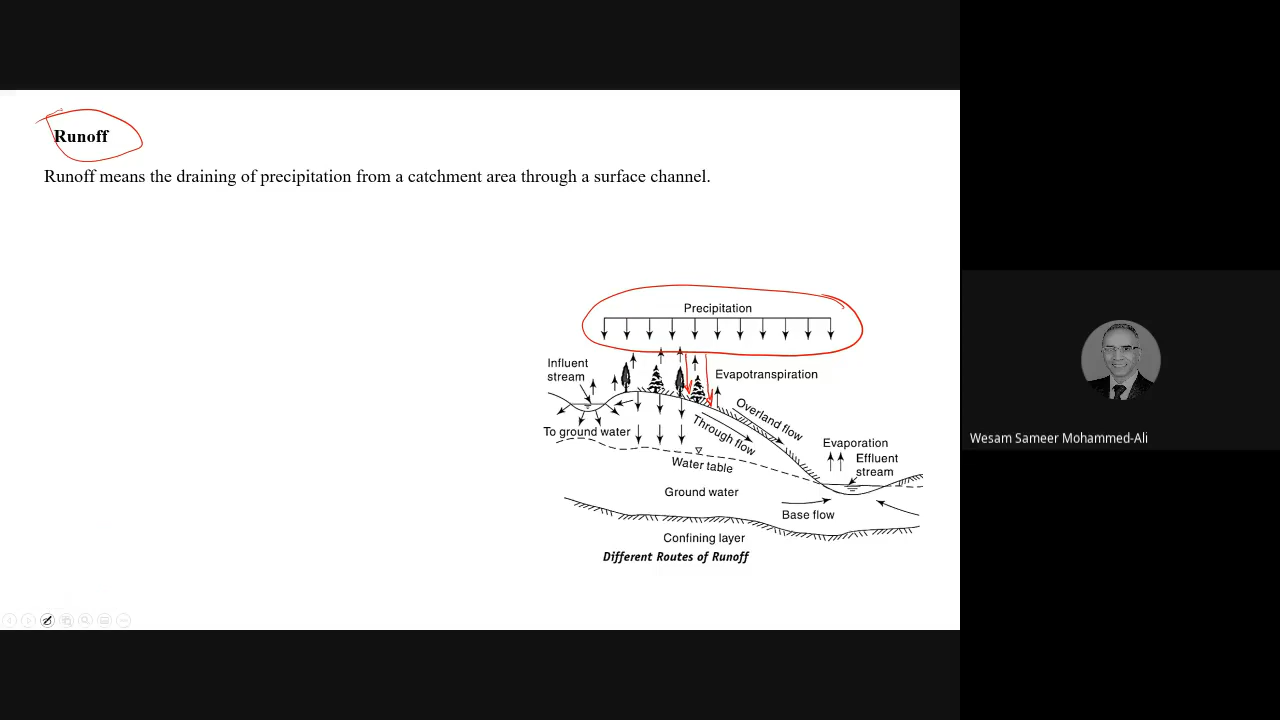 Runoff
Runoff means the draining of precipitation from a catchment area through a surface channel.
Precipitation
Influent
stream
Evapotranspiration
Overland flow
Through flow
To ground water
Evaporation
Effluent
stream
Water table
Ground water
Base flow
Confining layer
Different Routes of Runoff
Wesam Sameer Mohammed-Ali